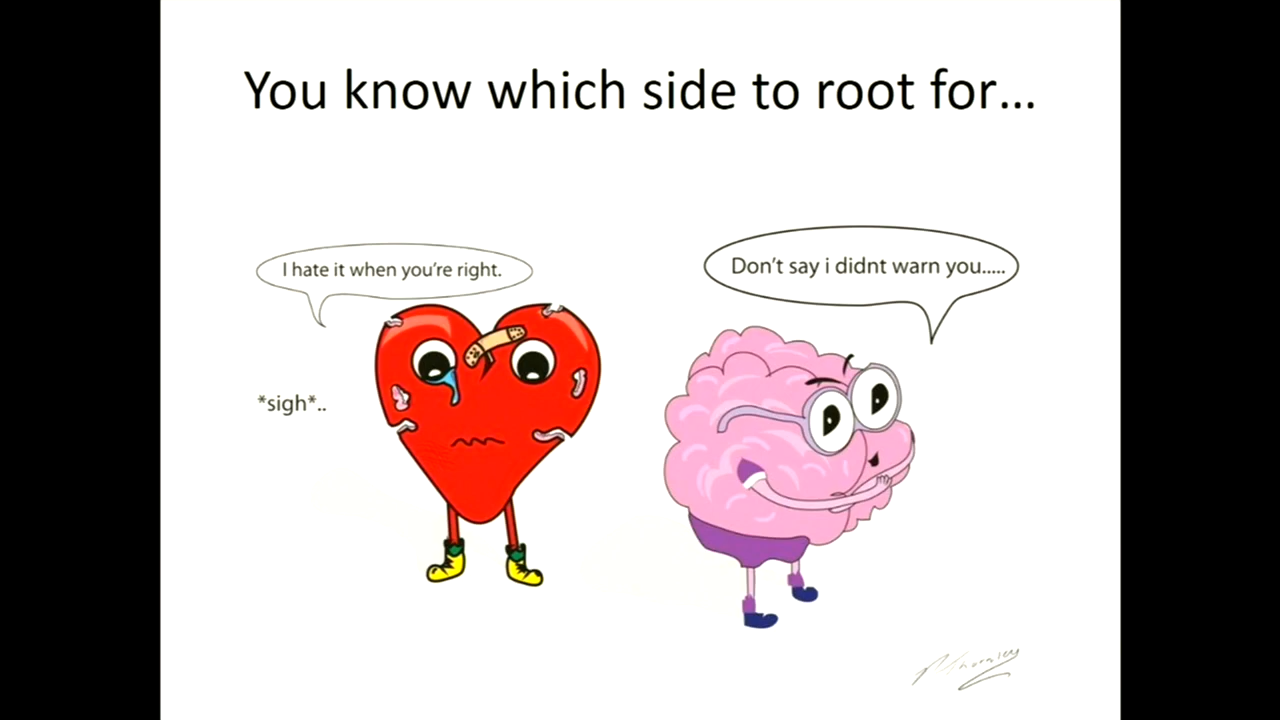 You know which side to root for...
I hate it when you're right.
Don't say i didnt warn you.....
*sigh*..